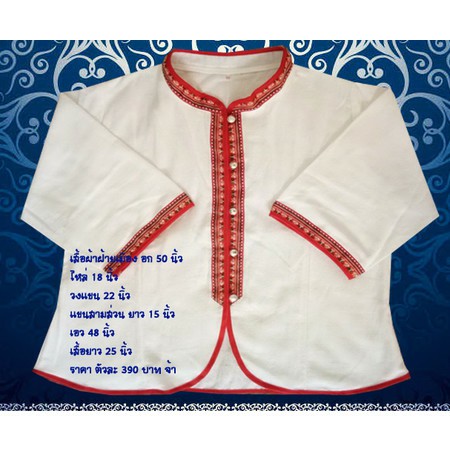 เสื้อผ้าฝ้ายเมือง อก 50 นิ้ว
ไหล่ 18 นิ้ว
วงแขน 22 นิ้ว
แขนสามส่วน ยาว 15 นิ้ว
เอว 48 นิ้ว
เสื้อยาว 25 นิ้ว
ราคา ตัวละ 390 บาท จ้า